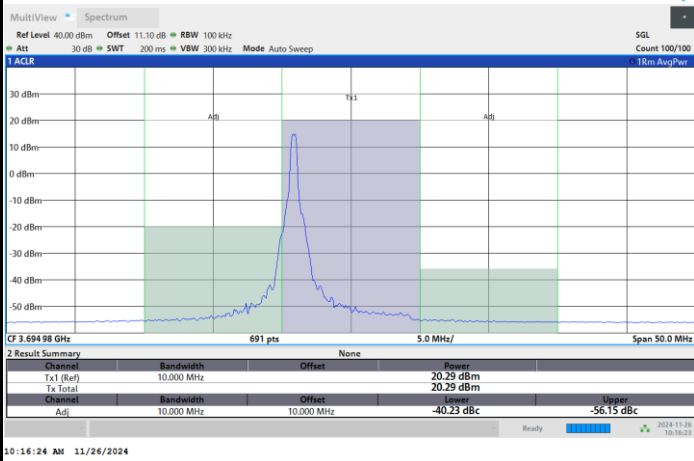 MultiView Spectrum
Ref Level 40.00 dBm Offset 11.10 dB RBW 100 kHz SGL
Att 30 dB SWT 200 ms VBW 300 kHz Mode Auto Sweep Count 100/100
1 ACLR 1Rm AvgPwr
30 dBm
Tx1
20 dBm Adj Adj
10 dBm
0 dBm
-10 dBm
-20 dBm
-30 dBm
-40 dBm
-50 dBm
CF 3.69498 GHz 691 pts 5.0 MHz/ Span 50.0 MHz
2 Result Summary None
Channel Bandwidth Offset Power
Tx1 (Ref) 10.000 MHz 20.29 dBm
Tx Total 20.29 dBm
Channel Bandwidth Offset Lower Upper
Adj 10.000 MHz 10.000 MHz -40.23 dBc -56.15 dBc
Ready 2024-11-26
10:16:23
10:16:24 AM 11/26/2024